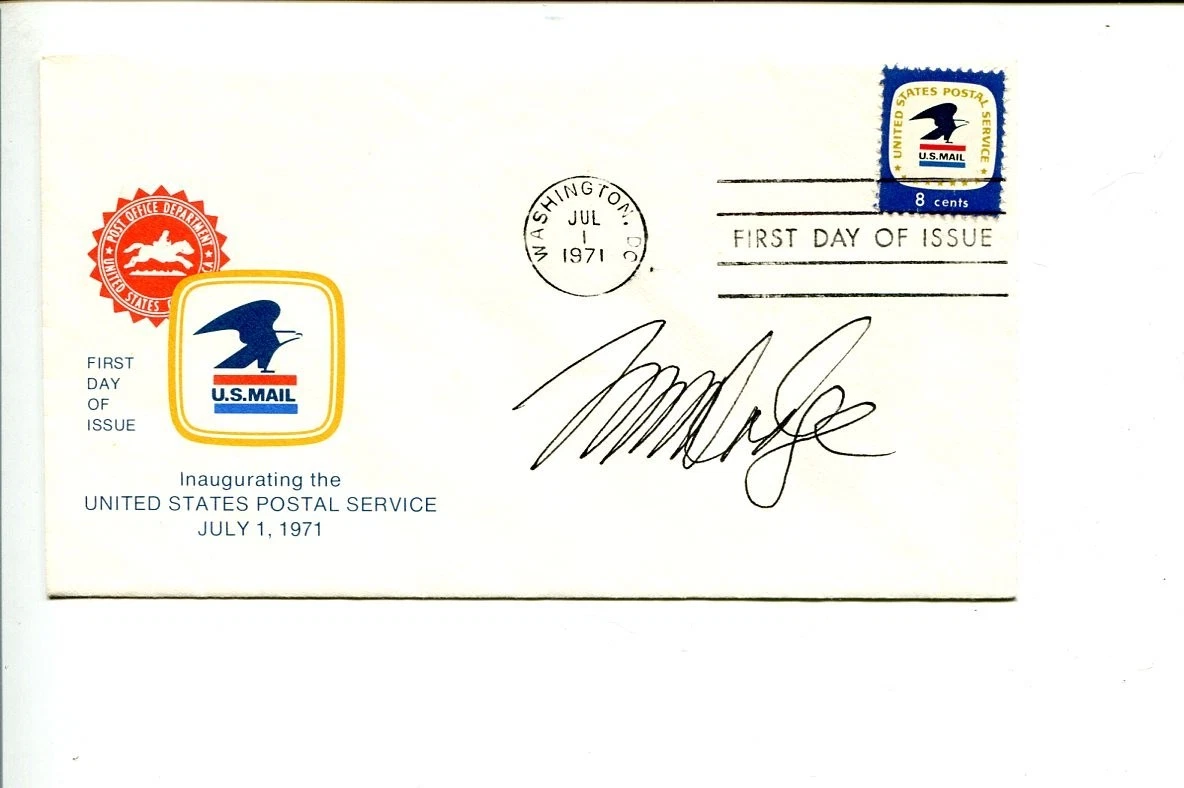 UNITED STATES POSTAL SERVICE
U.S.MAIL
8 cents
WASHINGTON, DC
JUL
1
1971
FIRST DAY OF ISSUE
POST OFFICE DEPARTMENT
UNITED STATES
U.S.MAIL
FIRST
DAY
OF
ISSUE
Inaugurating the
UNITED STATES POSTAL SERVICE
JULY 1, 1971